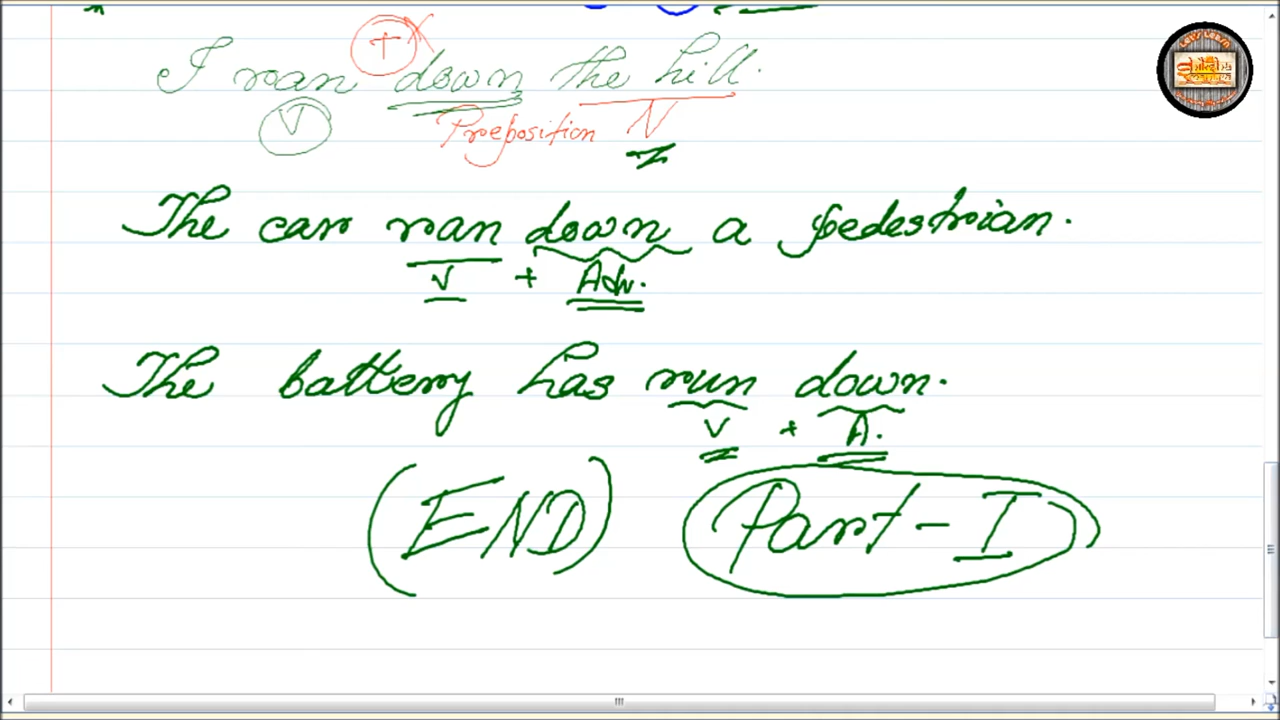 T
I ran down the hill.
V Preposition N
The car ran down a pedestrian.
V + Adv.
The battery has run down.
V + A.
(END) Part-I